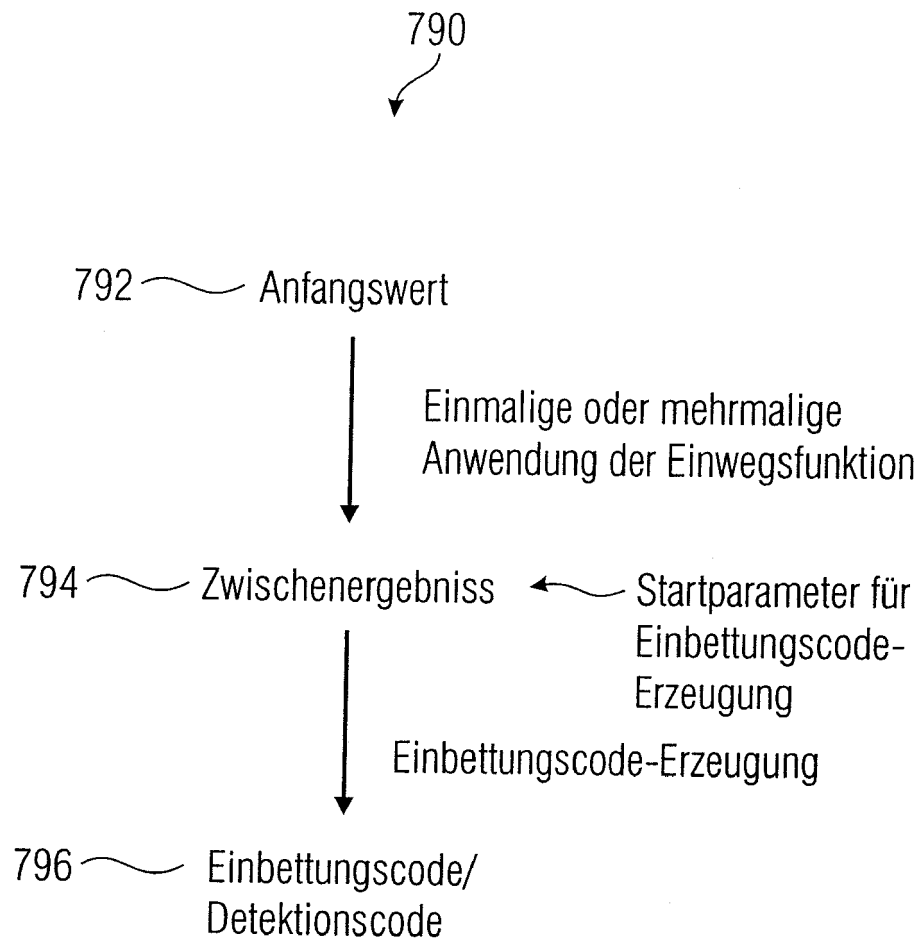 790
792 Anfangswert
Einmalige oder mehrmalige
Anwendung der Einwegsfunktion
794 Zwischenergebniss Startparameter für
Einbettungscode-
Erzeugung
Einbettungscode-Erzeugung
796 Einbettungscode/
Detektionscode